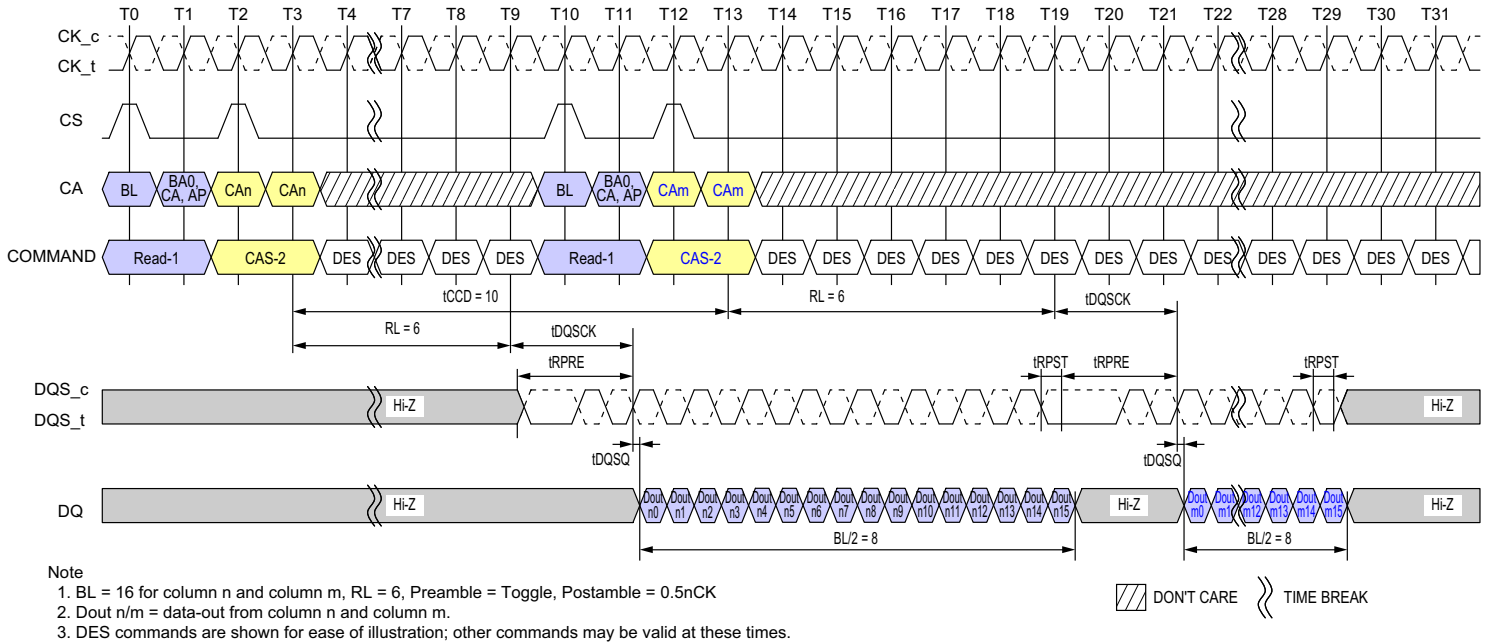 T0 T1 T2 T3 T4 T7 T8 T9 T10 T11 T12 T13 T14 T15 T16 T17 T18 T19 T20 T21 T22 T28 T29 T30 T31
CK_c
CK_t
CS
CA BL BA0, CA, AP CAn CAn BL BA0, CA, AP CAm CAm
COMMAND Read-1 CAS-2 DES DES DES DES Read-1 CAS-2 DES DES DES DES DES DES DES DES DES DES DES DES DES
tCCD = 10 RL = 6 tDQSCK
RL = 6 tDQSCK
tRPRE tRPST tRPRE tRPST
DQS_c
DQS_t
Hi-Z Hi-Z
tDQSQ tDQSQ
DQ Hi-Z Dout n0 Dout n1 Dout n2 Dout n3 Dout n4 Dout n5 Dout n6 Dout n7 Dout n8 Dout n9 Dout n10 Dout n11 Dout n12 Dout n13 Dout n14 Dout n15 Hi-Z Dout m0 Dout m1 Dout m12 Dout m13 Dout m14 Dout m15 Hi-Z
BL/2 = 8 BL/2 = 8
Note
1. BL = 16 for column n and column m, RL = 6, Preamble = Toggle, Postamble = 0.5nCK
2. Dout n/m = data-out from column n and column m.
3. DES commands are shown for ease of illustration; other commands may be valid at these times.
DON'T CARE TIME BREAK